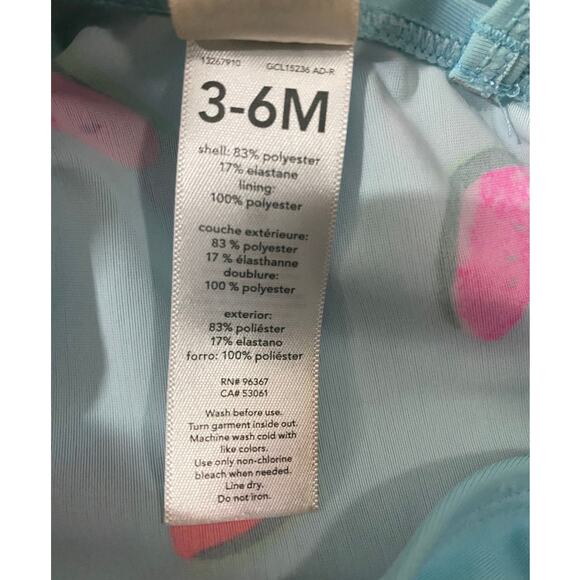 13267910 GCL15236 AD-R
3-6M
shell: 83% polyester
17% elastane
lining:
100% polyester
couche extérieure:
83 % polyester
17 % élasthanne
doublure:
100 % polyester
exterior:
83% poliéster
17% elastano
forro: 100% poliéster
RN# 96367
CA# 53061
Wash before use.
Turn garment inside out.
Machine wash cold with
like colors.
Use only non-chlorine
bleach when needed.
Line dry.
Do not iron.